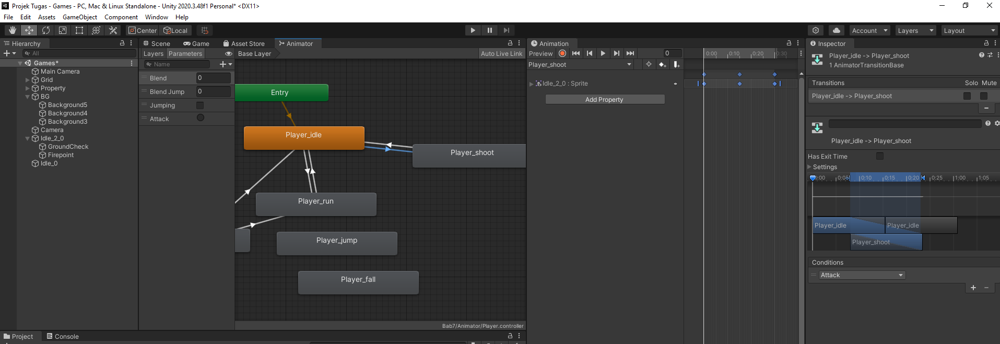 Projek Tugas - Games - PC, Mac & Linux Standalone - Unity 2020.3.48f1 Personal* <DX11>
File Edit Assets GameObject Component Window Help
Center Local Account Layers Layout
Hierarchy
All
Games*
Main Camera
Grid
Property
BG
Background5
Background4
Background3
Camera
Idle_2_0
GroundCheck
Firepoint
Idle_0
Scene Game Asset Store Animator
Layers Parameters Base Layer Auto Live Link
Name
Blend 0
Blend Jump 0
Jumping
Attack
Entry
Player_idle
Player_shoot
Player_run
Player_jump
Player_fall
Bab7/Animator/Player.controller
Animation
Preview 0 0:00 0:10 0:20 0:30
Player_shoot
Idle_2_0 : Sprite
Add Property
Inspector
Player_idle -> Player_shoot
1 AnimatorTransitionBase
Transitions Solo Mute
Player_idle -> Player_shoot
Player_idle -> Player_shoot
Has Exit Time
Settings
0:00 0:05 0:10 0:15 0:20 0:25 1:00 1:05
Player_idle Player_idle
Player_shoot
Conditions
Attack
Project Console